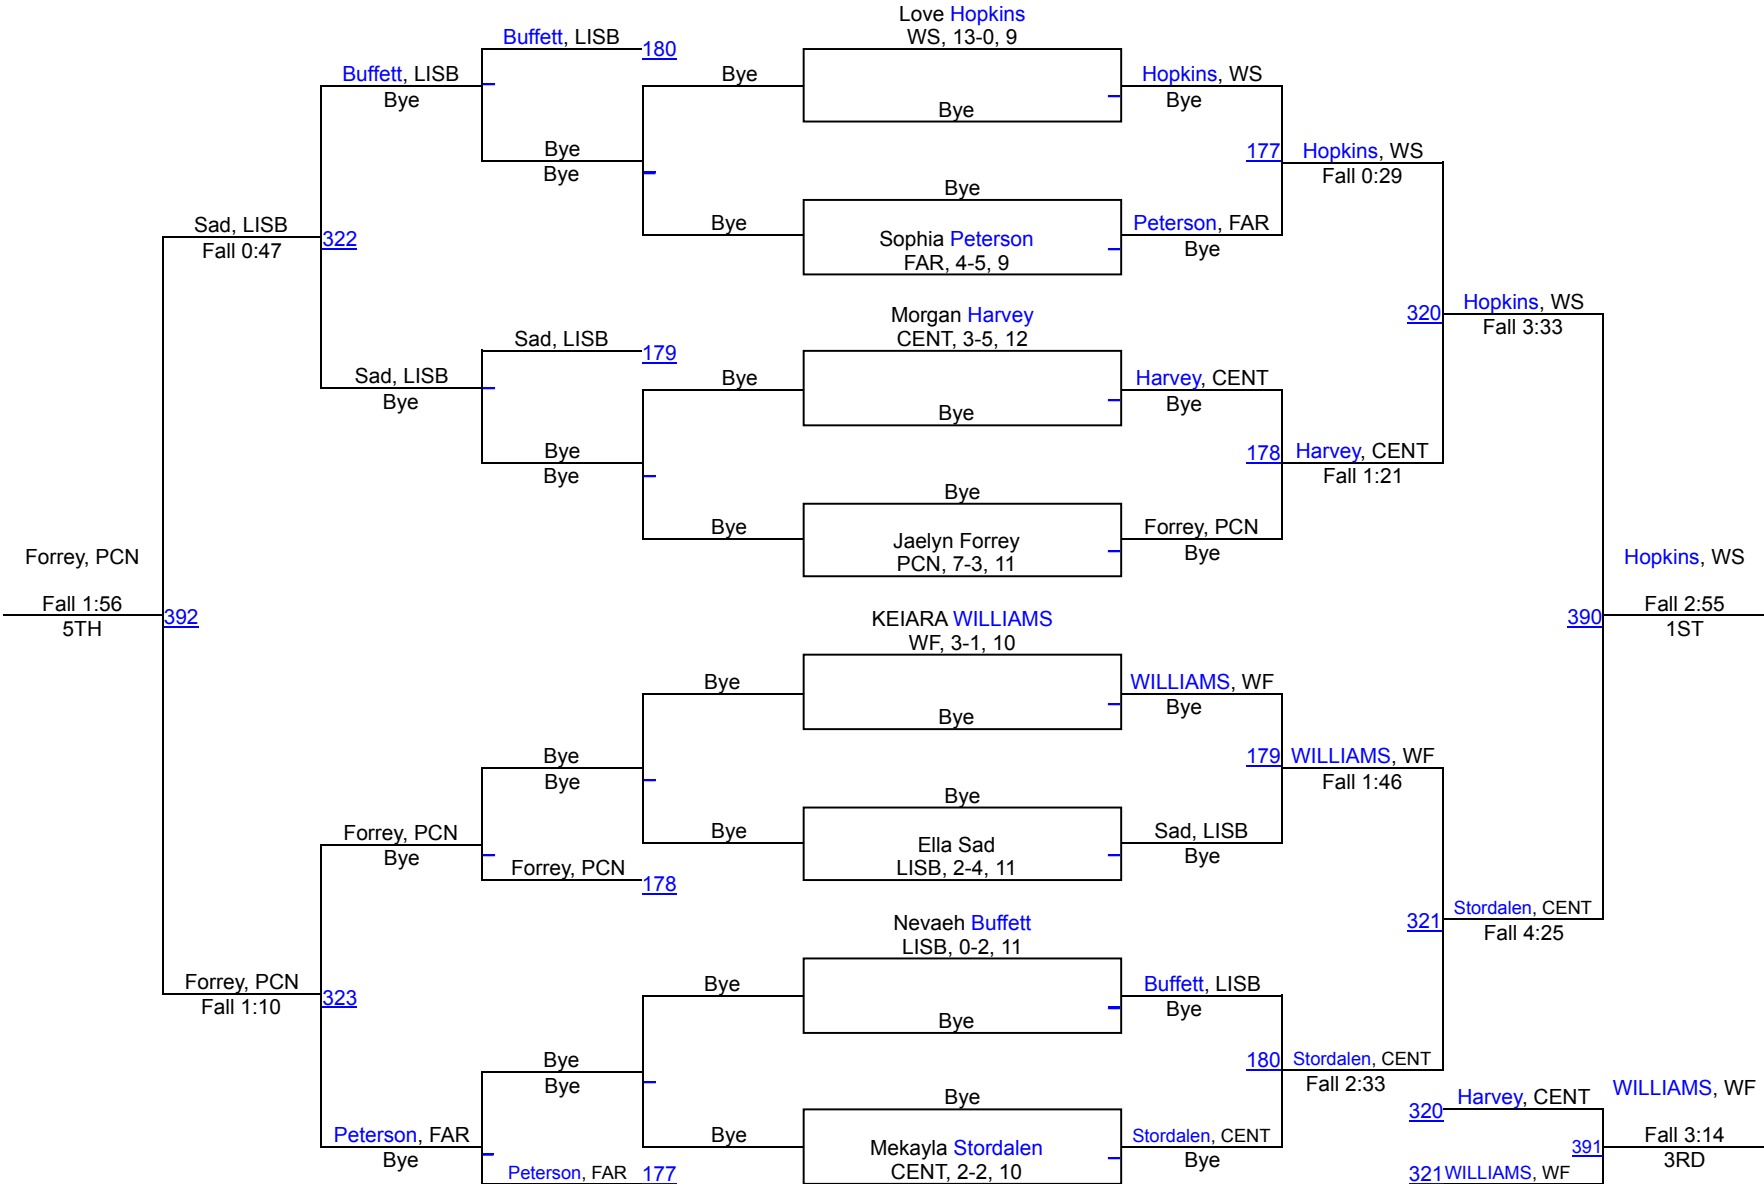 Love Hopkins
WS, 13-0, 9
Buffett, LISB
180
Buffett, LISB
Bye
Bye
Bye
Hopkins, WS
Bye
Bye
Bye
177
Hopkins, WS
Fall 0:29
Bye
Sad, LISB
Fall 0:47
322
Bye
Sophia Peterson
FAR, 4-5, 9
Peterson, FAR
Bye
Morgan Harvey
CENT, 3-5, 12
320
Hopkins, WS
Fall 3:33
Sad, LISB
179
Sad, LISB
Bye
Bye
Bye
Harvey, CENT
Bye
Bye
Bye
178
Harvey, CENT
Fall 1:21
Bye
Bye
Jaelyn Forrey
PCN, 7-3, 11
Forrey, PCN
Bye
Forrey, PCN
Fall 1:56
5TH
392
Hopkins, WS
390
Fall 2:55
1ST
KEIARA WILLIAMS
WF, 3-1, 10
Bye
Bye
WILLIAMS, WF
Bye
Bye
Bye
179
WILLIAMS, WF
Fall 1:46
Bye
Forrey, PCN
Bye
Bye
Ella Sad
LISB, 2-4, 11
Sad, LISB
Bye
Forrey, PCN
178
Nevaeh Buffett
LISB, 0-2, 11
321
Stordalen, CENT
Fall 4:25
Forrey, PCN
Fall 1:10
323
Bye
Bye
Buffett, LISB
Bye
Bye
Bye
180
Stordalen, CENT
Fall 2:33
Bye
Peterson, FAR
Bye
Bye
Mekayla Stordalen
CENT, 2-2, 10
Stordalen, CENT
Bye
Peterson, FAR
177
320
Harvey, CENT
WILLIAMS, WF
391
Fall 3:14
3RD
321
WILLIAMS, WF